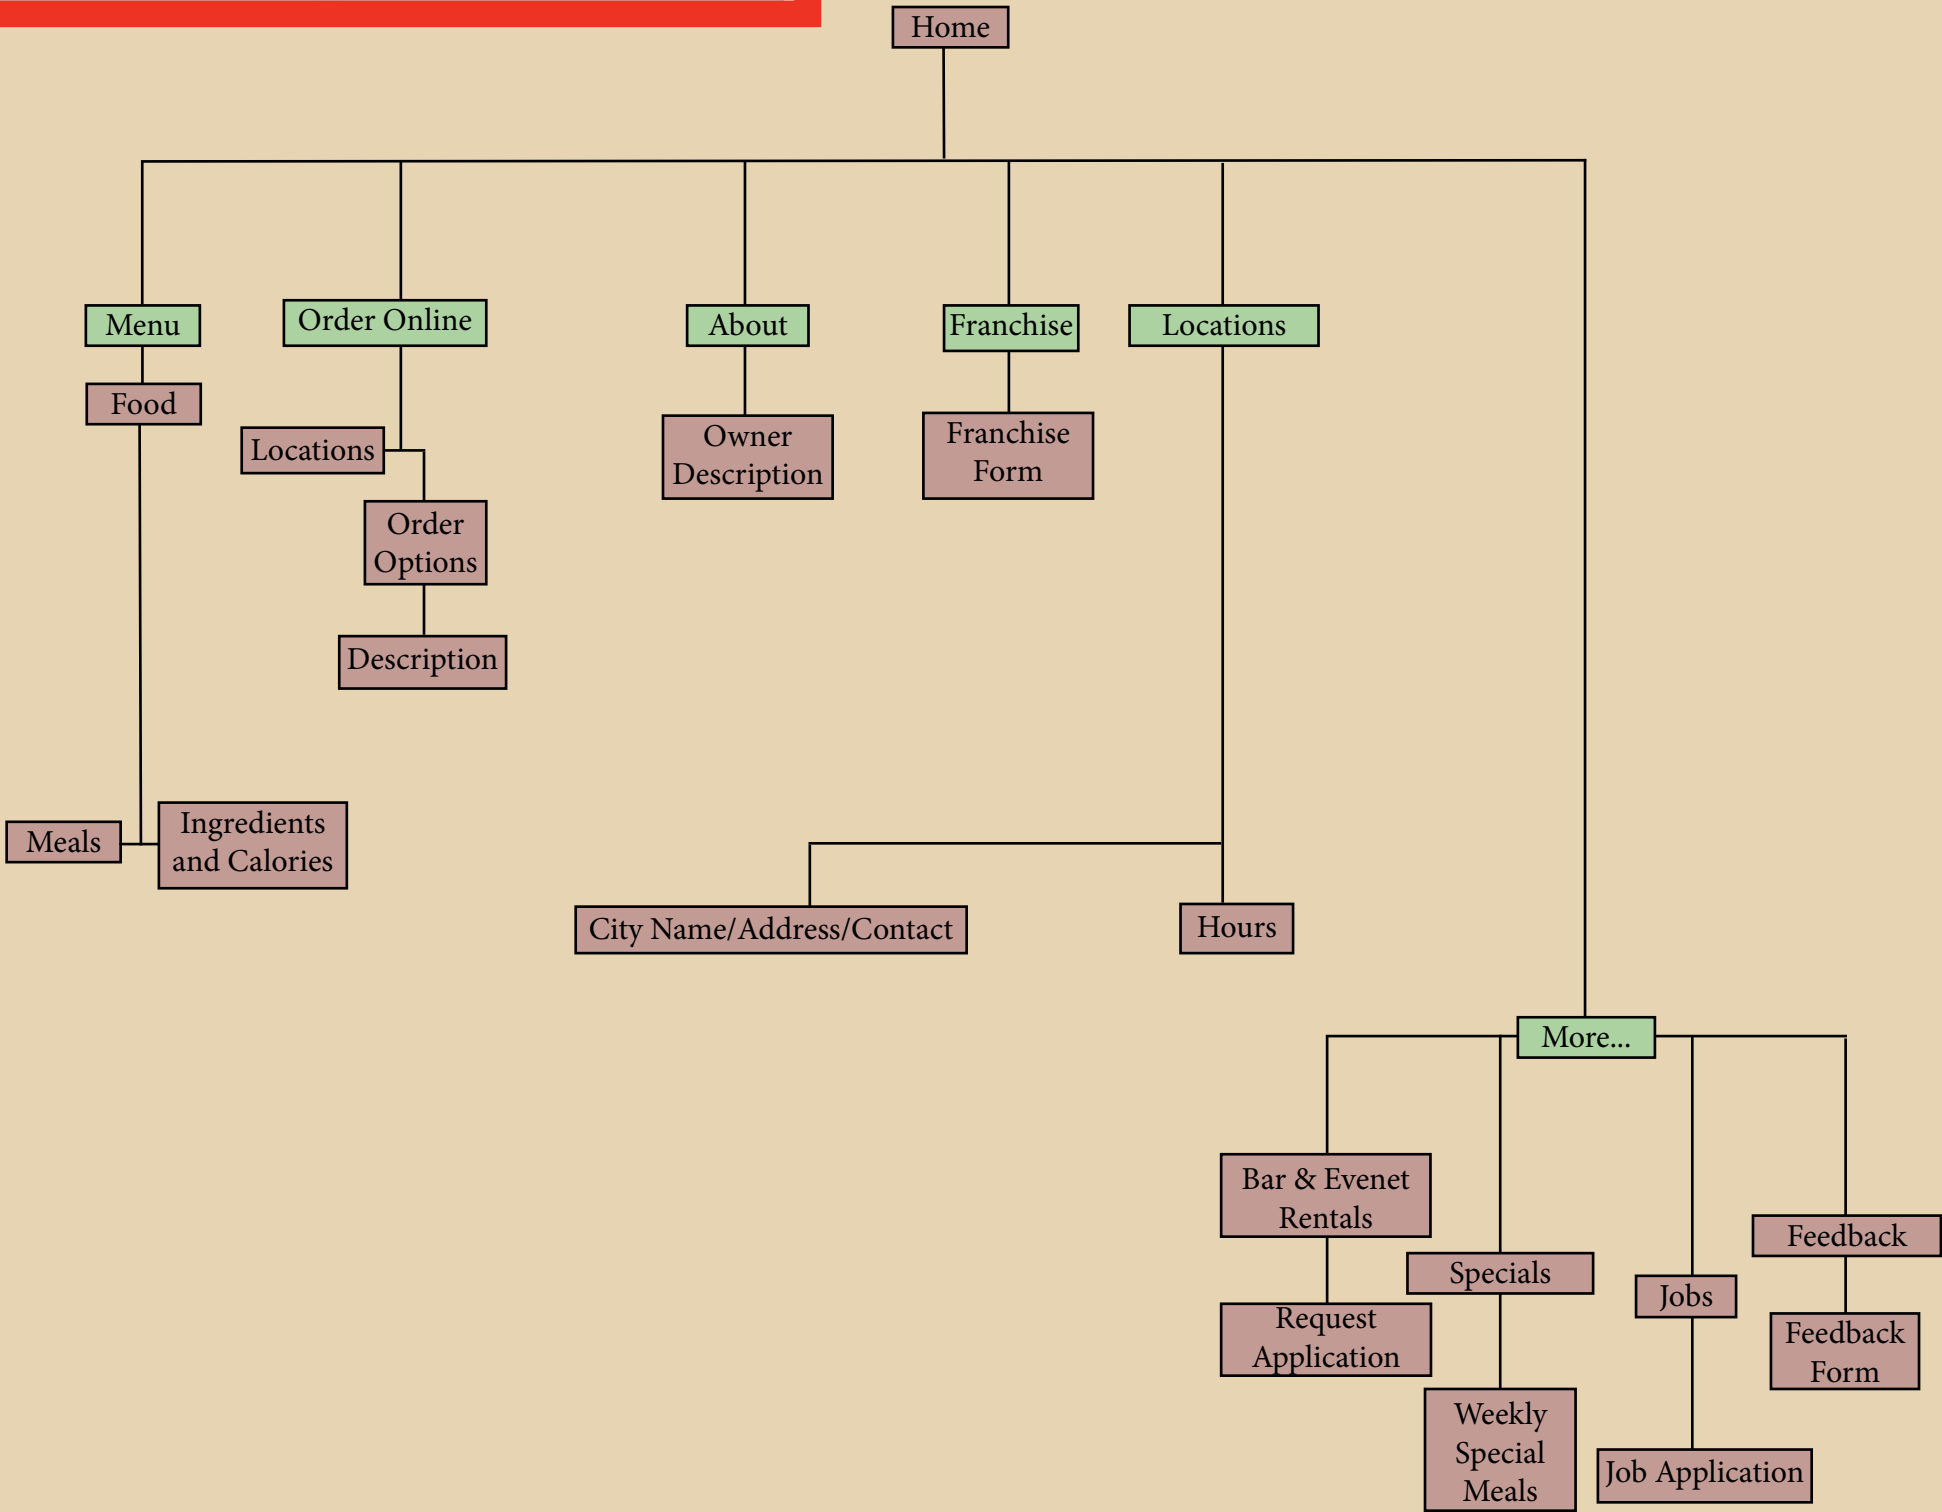 Home
Menu
Order Online
About
Franchise
Locations
Food
Locations
Owner
Description
Franchise
Form
Order
Options
Description
Meals
Ingredients
and Calories
City Name/Address/Contact
Hours
More...
Bar & Evenet
Rentals
Specials
Jobs
Feedback
Request
Application
Feedback
Form
Weekly
Special
Meals
Job Application